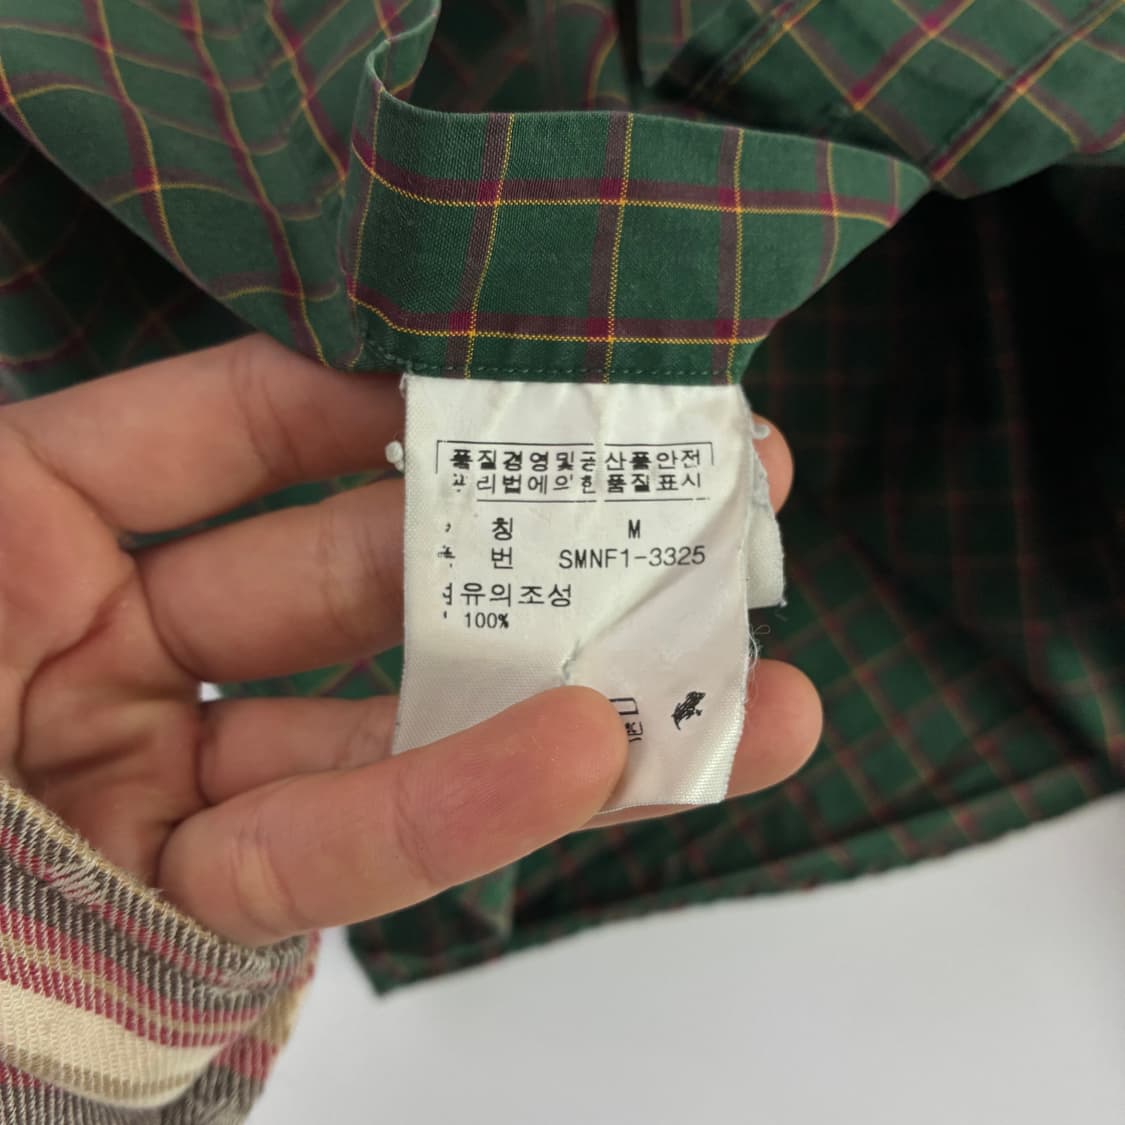 품질경영및공산품안전
리법에의한 품질표시
칭 M
번 SMNF1-3325
유의조성
100%